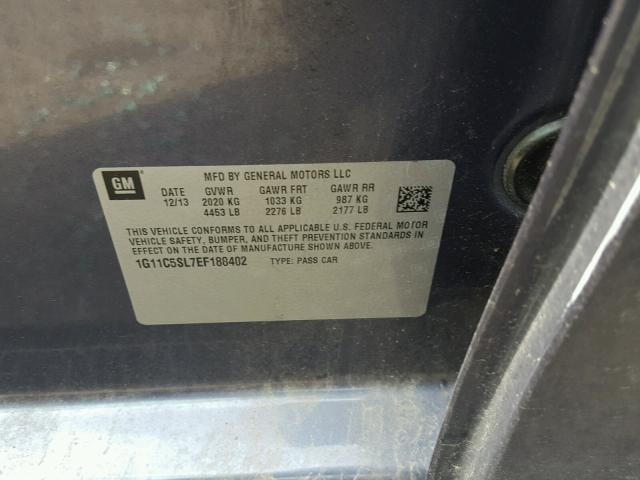 GM
MFD BY GENERAL MOTORS LLC
DATE GVWR GAWR FRT GAWR RR
12/13 2020 KG 1033 KG 987 KG
4453 LB 2276 LB 2177 LB
THIS VEHICLE CONFORMS TO ALL APPLICABLE U.S. FEDERAL MOTOR
VEHICLE SAFETY, BUMPER, AND THEFT PREVENTION STANDARDS
IN EFFECT ON THE DATE OF MANUFACTURE SHOWN ABOVE.
1G11C5SL7EF188402 TYPE: PASS CAR